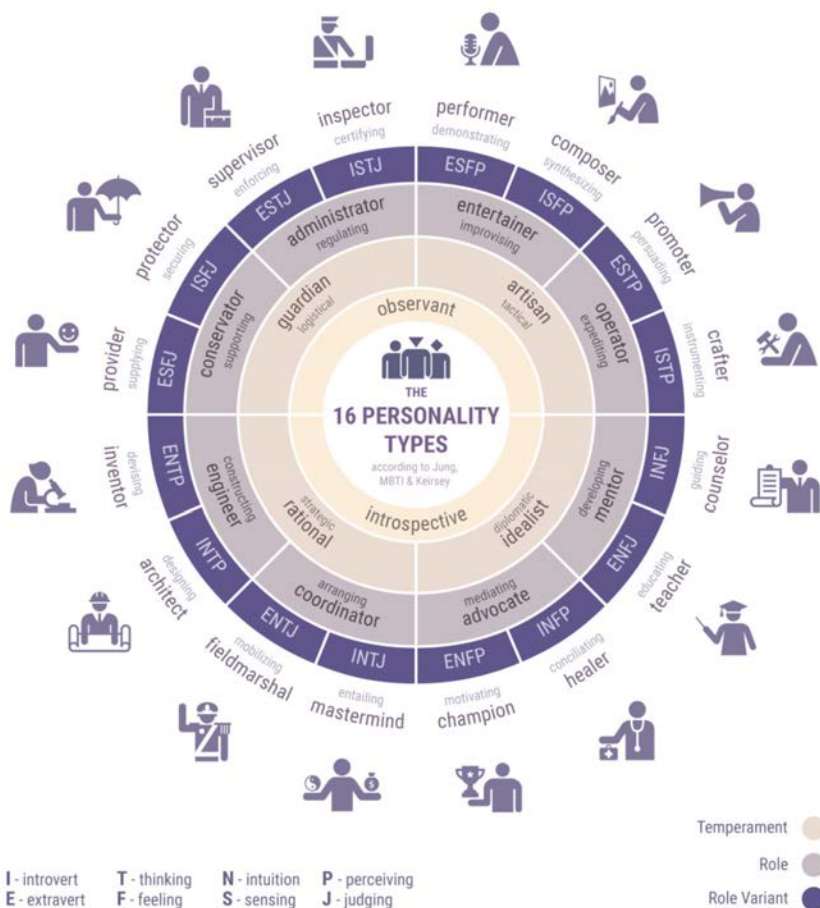 inspector
certifying
ISTJ
performer
demonstrating
ESFP
composer
synthesizing
ISFP
promoter
persuading
ESTP
crafter
instrumenting
ISTP
counselor
guiding
INFJ
teacher
educating
ENFJ
healer
conciliating
INFP
champion
motivating
ENFP
mastermind
entailing
INTJ
fieldmarshal
mobilizing
ENTJ
architect
designing
INTP
inventor
devising
ENTP
provider
supplying
ESFJ
protector
securing
ISFJ
supervisor
enforcing
ESTJ
administrator
regulating
entertainer
improvising
operator
expediting
developing
mentor
mediating
advocate
arranging
coordinator
constructing
engineer
conservator
supporting
guardian
logistical
artisan
tactical
diplomatic
idealist
strategic
rational
observant
introspective
THE
16 PERSONALITY
TYPES
according to Jung,
MBTI & Keirsey
Temperament
Role
Role Variant
I - introvert T - thinking N - intuition P - perceiving
E - extravert F - feeling S - sensing J - judging